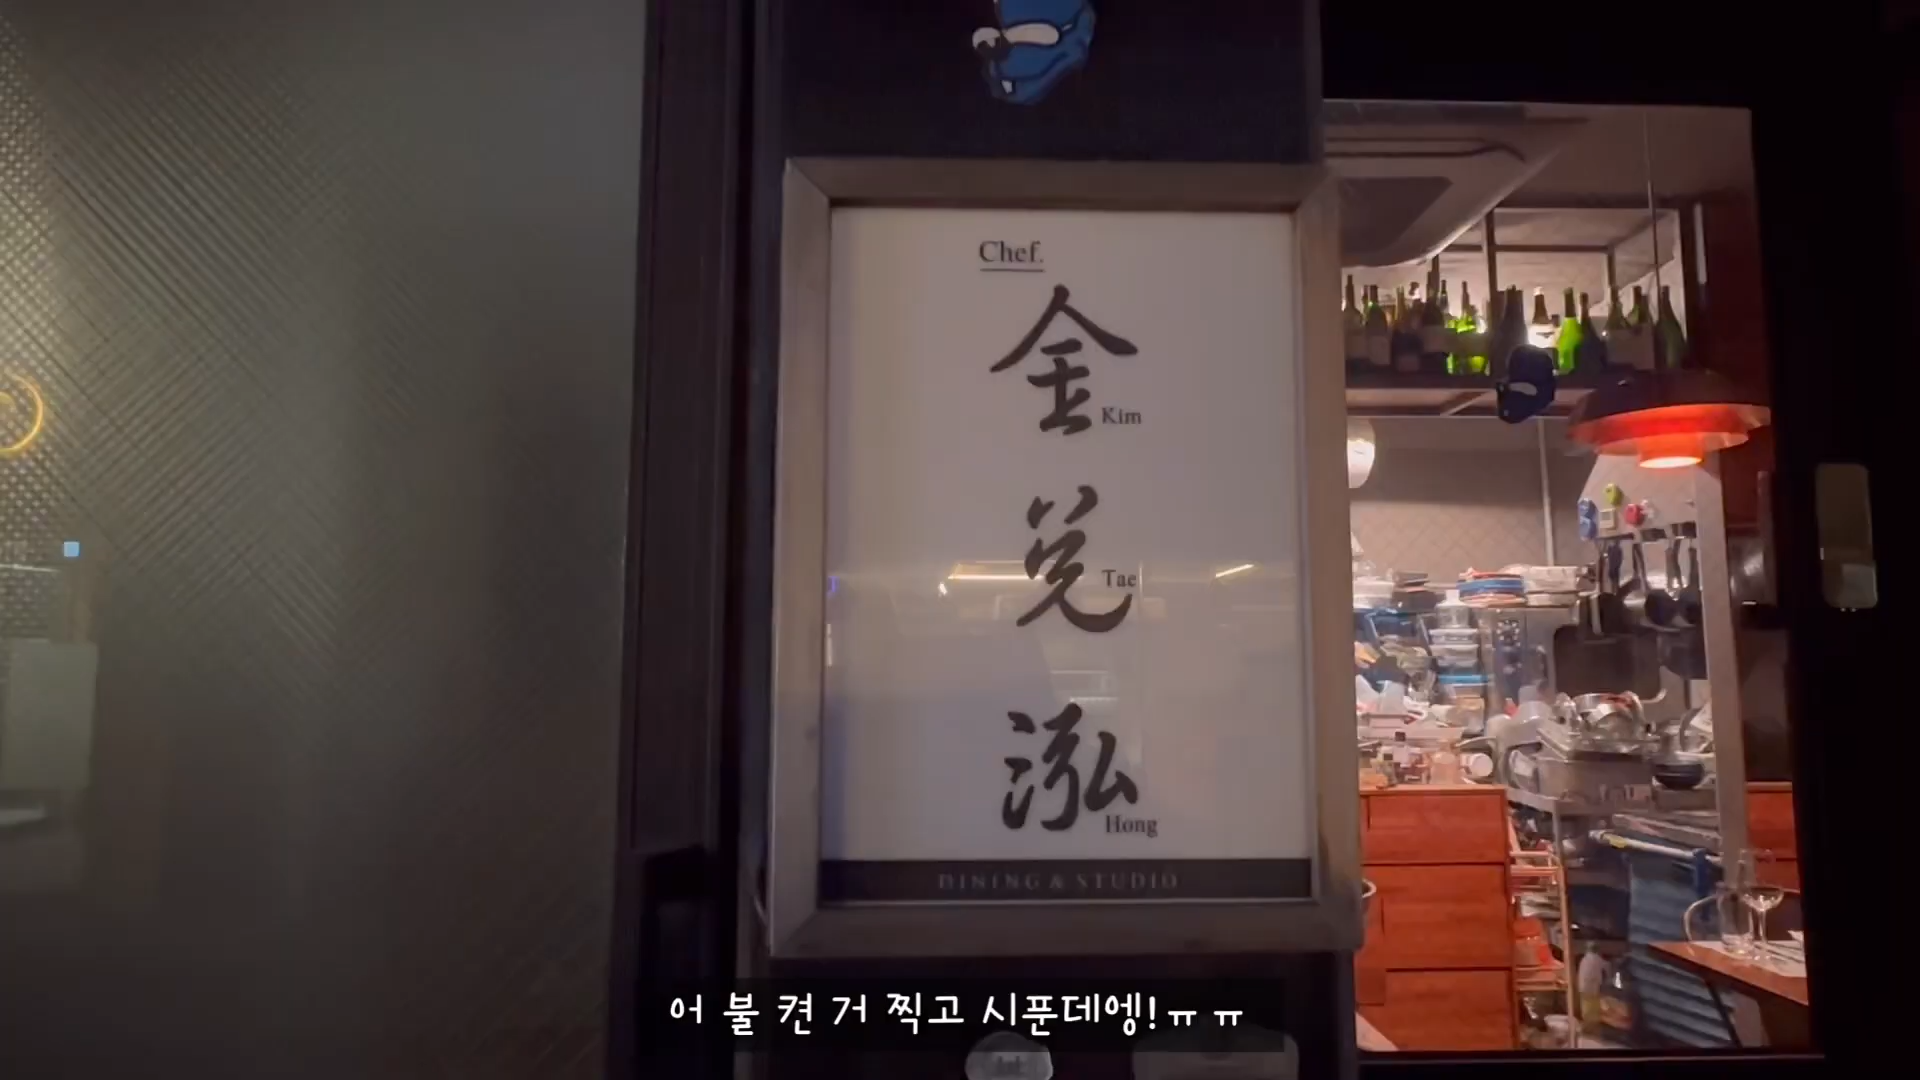 Chef.
金
Kim
兌
Tae
泓
Hong
DINING & STUDIO
어 불 켠 거 찍고 시푼데엥!ㅠㅠ